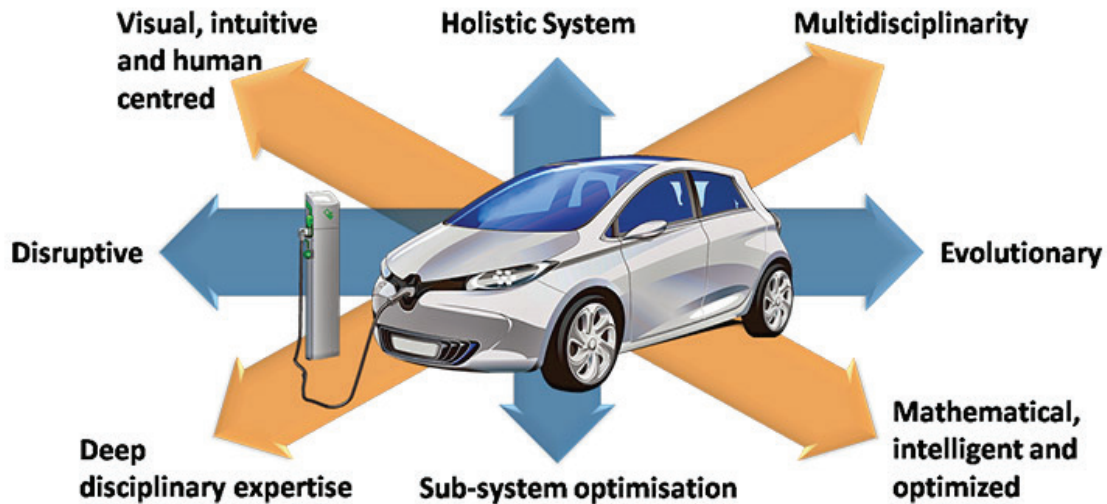 Visual, intuitive
and human
centred
Holistic System
Multidisciplinarity
Disruptive
Evolutionary
Deep
disciplinary expertise
Sub-system optimisation
Mathematical,
intelligent and
optimized